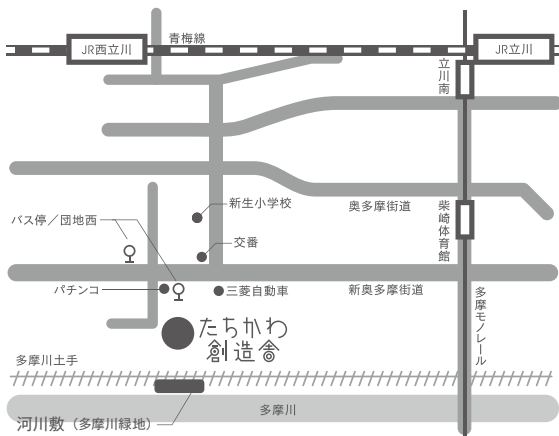 青梅線
JR西立川
JR立川
立川南
新生小学校
奥多摩街道
柴崎体育館
バス停／団地西
交番
パチンコ
三菱自動車
新奥多摩街道
多摩モノレール
たちかわ
創造舎
多摩川土手
多摩川
河川敷（多摩川緑地）